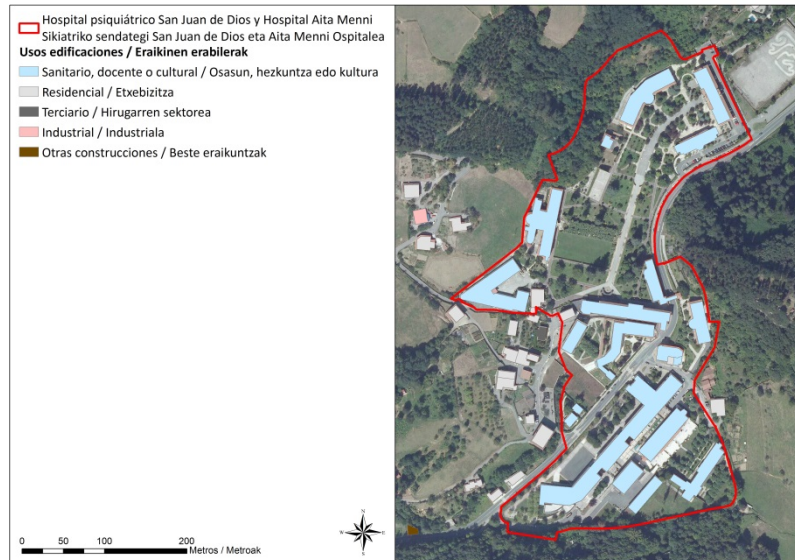 Hospital psiquiátrico San Juan de Dios y Hospital Aita Menni
Sikiatriko sendategi San Juan de Dios eta Aita Menni Ospitalea
Usos edificaciones / Eraikinen erabilerak
Sanitario, docente o cultural / Osasun, hezkuntza edo kultura
Residencial / Etxebizitza
Terciario / Hirugarren sektorea
Industrial / Industriala
Otras construcciones / Beste eraikuntzak
0 50 100 200
Metros / Metroak
N
W E
S